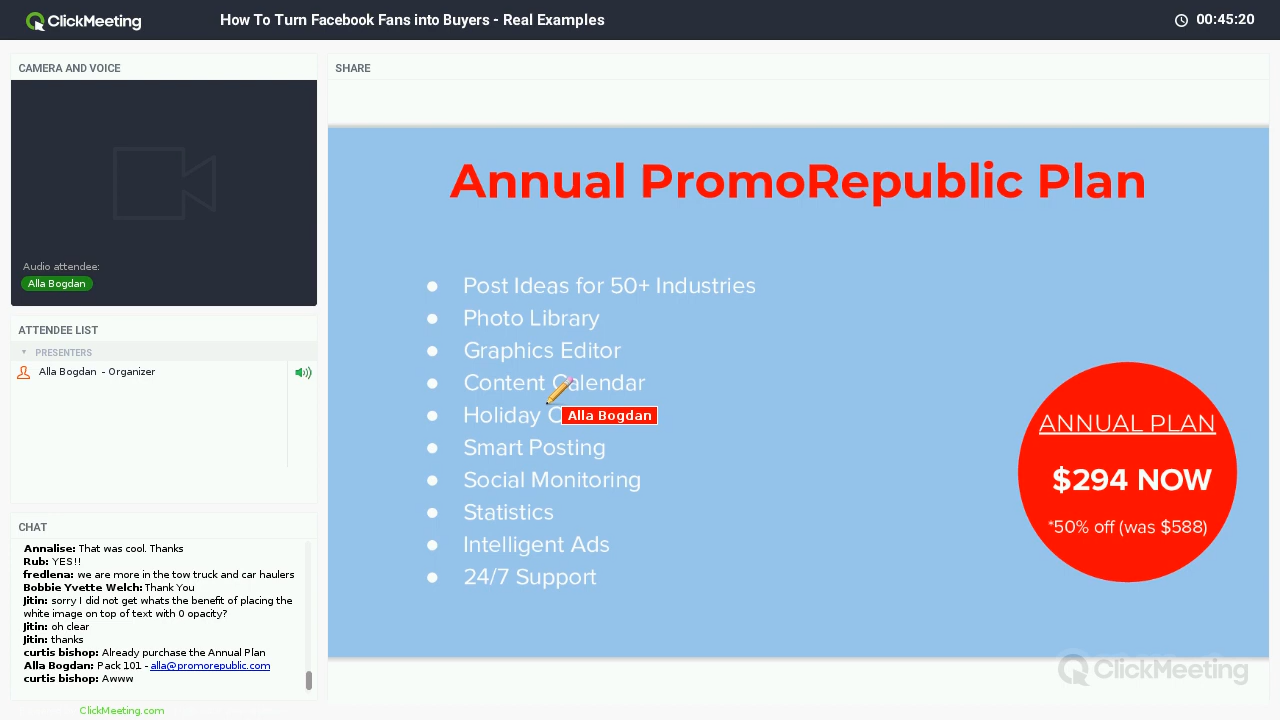 ClickMeeting
How To Turn Facebook Fans into Buyers - Real Examples
00:45:20
CAMERA AND VOICE
Audio attendee:
Alla Bogdan
ATTENDEE LIST
PRESENTERS
Alla Bogdan - Organizer
CHAT
Annalise: That was cool. Thanks
Rub: YES!!
fredlena: we are more in the tow truck and car haulers
Bobbie Yvette Welch: Thank You
Jitin: sorry I did not get whats the benefit of placing the
white image on top of text with 0 opacity?
Jitin: oh clear
Jitin: thanks
curtis bishop: Already purchase the Annual Plan
Alla Bogdan: Pack 101 - alla@promorepublic.com
curtis bishop: Awww
ClickMeeting.com
SHARE
Annual PromoRepublic Plan
● Post Ideas for 50+ Industries
● Photo Library
● Graphics Editor
● Content Calendar
● Holiday
Alla Bogdan
● Smart Posting
● Social Monitoring
● Statistics
● Intelligent Ads
● 24/7 Support
ANNUAL PLAN
$294 NOW
*50% off (was $588)
ClickMeeting